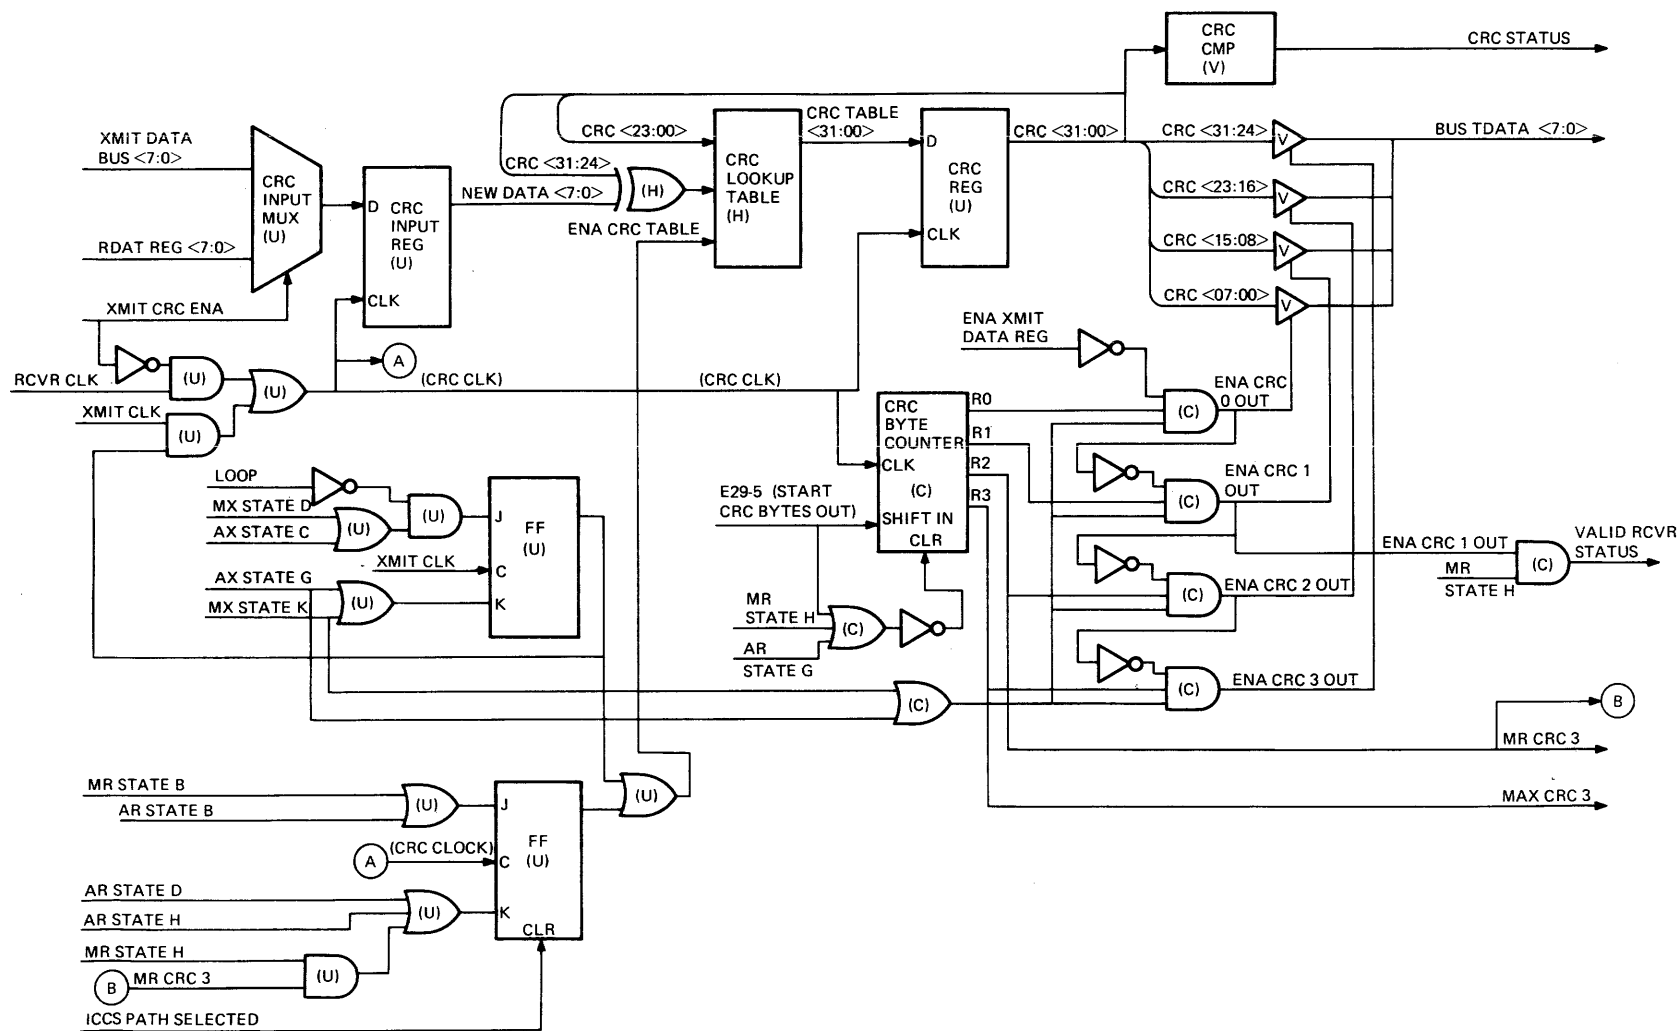 CRC
CMP
(V)
CRC STATUS
XMIT DATA
BUS <7:0>
CRC
INPUT
MUX
(U)
RDAT REG <7:0>
XMIT CRC ENA
D
CRC
INPUT
REG
(U)
CLK
NEW DATA <7:0>
CRC <23:00>
CRC <31:24>
(H)
ENA CRC TABLE
CRC
LOOKUP
TABLE
(H)
CRC TABLE
<31:00>
D
CRC
REG
(U)
CLK
CRC <31:00>
CRC <31:24>
V
BUS TDATA <7:0>
CRC <23:16>
V
CRC <15:08>
V
CRC <07:00>
V
RCVR CLK
(U)
(U)
XMIT CLK
(U)
A
(CRC CLK)
(CRC CLK)
ENA XMIT
DATA REG
(C)
ENA CRC
0 OUT
CRC
BYTE
COUNTER
CLK
(C)
SHIFT IN
CLR
R0
R1
R2
R3
(C)
ENA CRC 1
OUT
E29-5 (START
CRC BYTES OUT)
LOOP
MX STATE D
AX STATE C
(U)
(U)
XMIT CLK
AX STATE G
MX STATE K
(U)
J
FF
(U)
C
K
MR
STATE H
AR
STATE G
(C)
(C)
(C)
ENA CRC 2 OUT
(C)
ENA CRC 3 OUT
ENA CRC 1 OUT
MR
STATE H
(C)
VALID RCVR
STATUS
B
MR CRC 3
MAX CRC 3
MR STATE B
AR STATE B
(U)
A
(CRC CLOCK)
J
FF
(U)
C
K
CLR
(U)
AR STATE D
AR STATE H
(U)
MR STATE H
B
MR CRC 3
(U)
ICCS PATH SELECTED